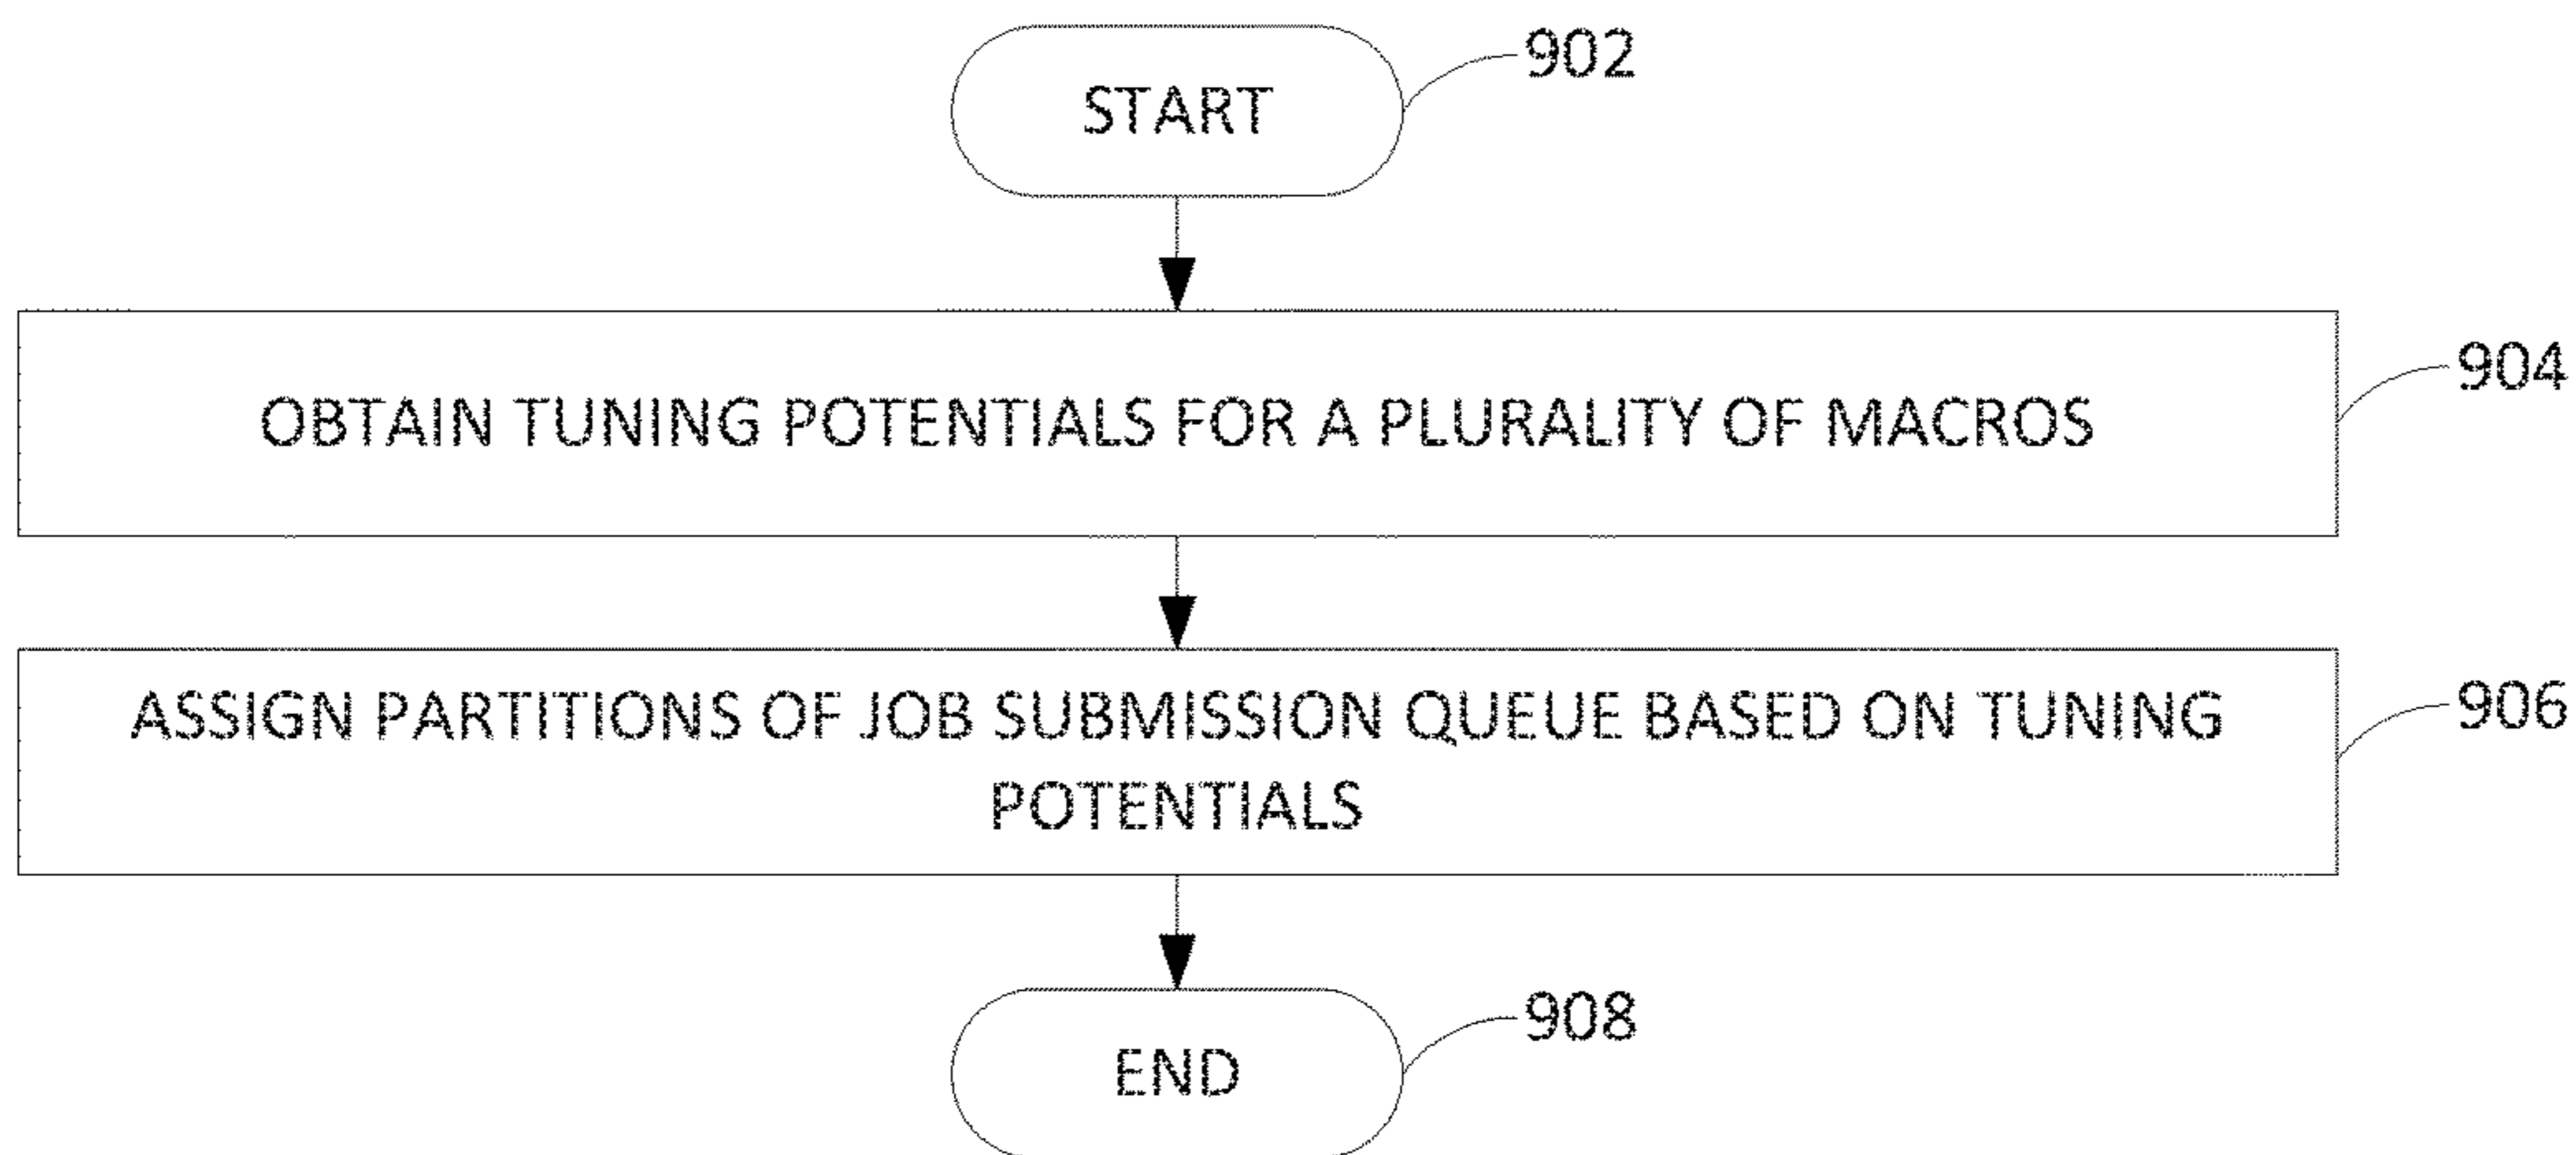 START
902
OBTAIN TUNING POTENTIALS FOR A PLURALITY OF MACROS
904
ASSIGN PARTITIONS OF JOB SUBMISSION QUEUE BASED ON TUNING
POTENTIALS
906
END
908